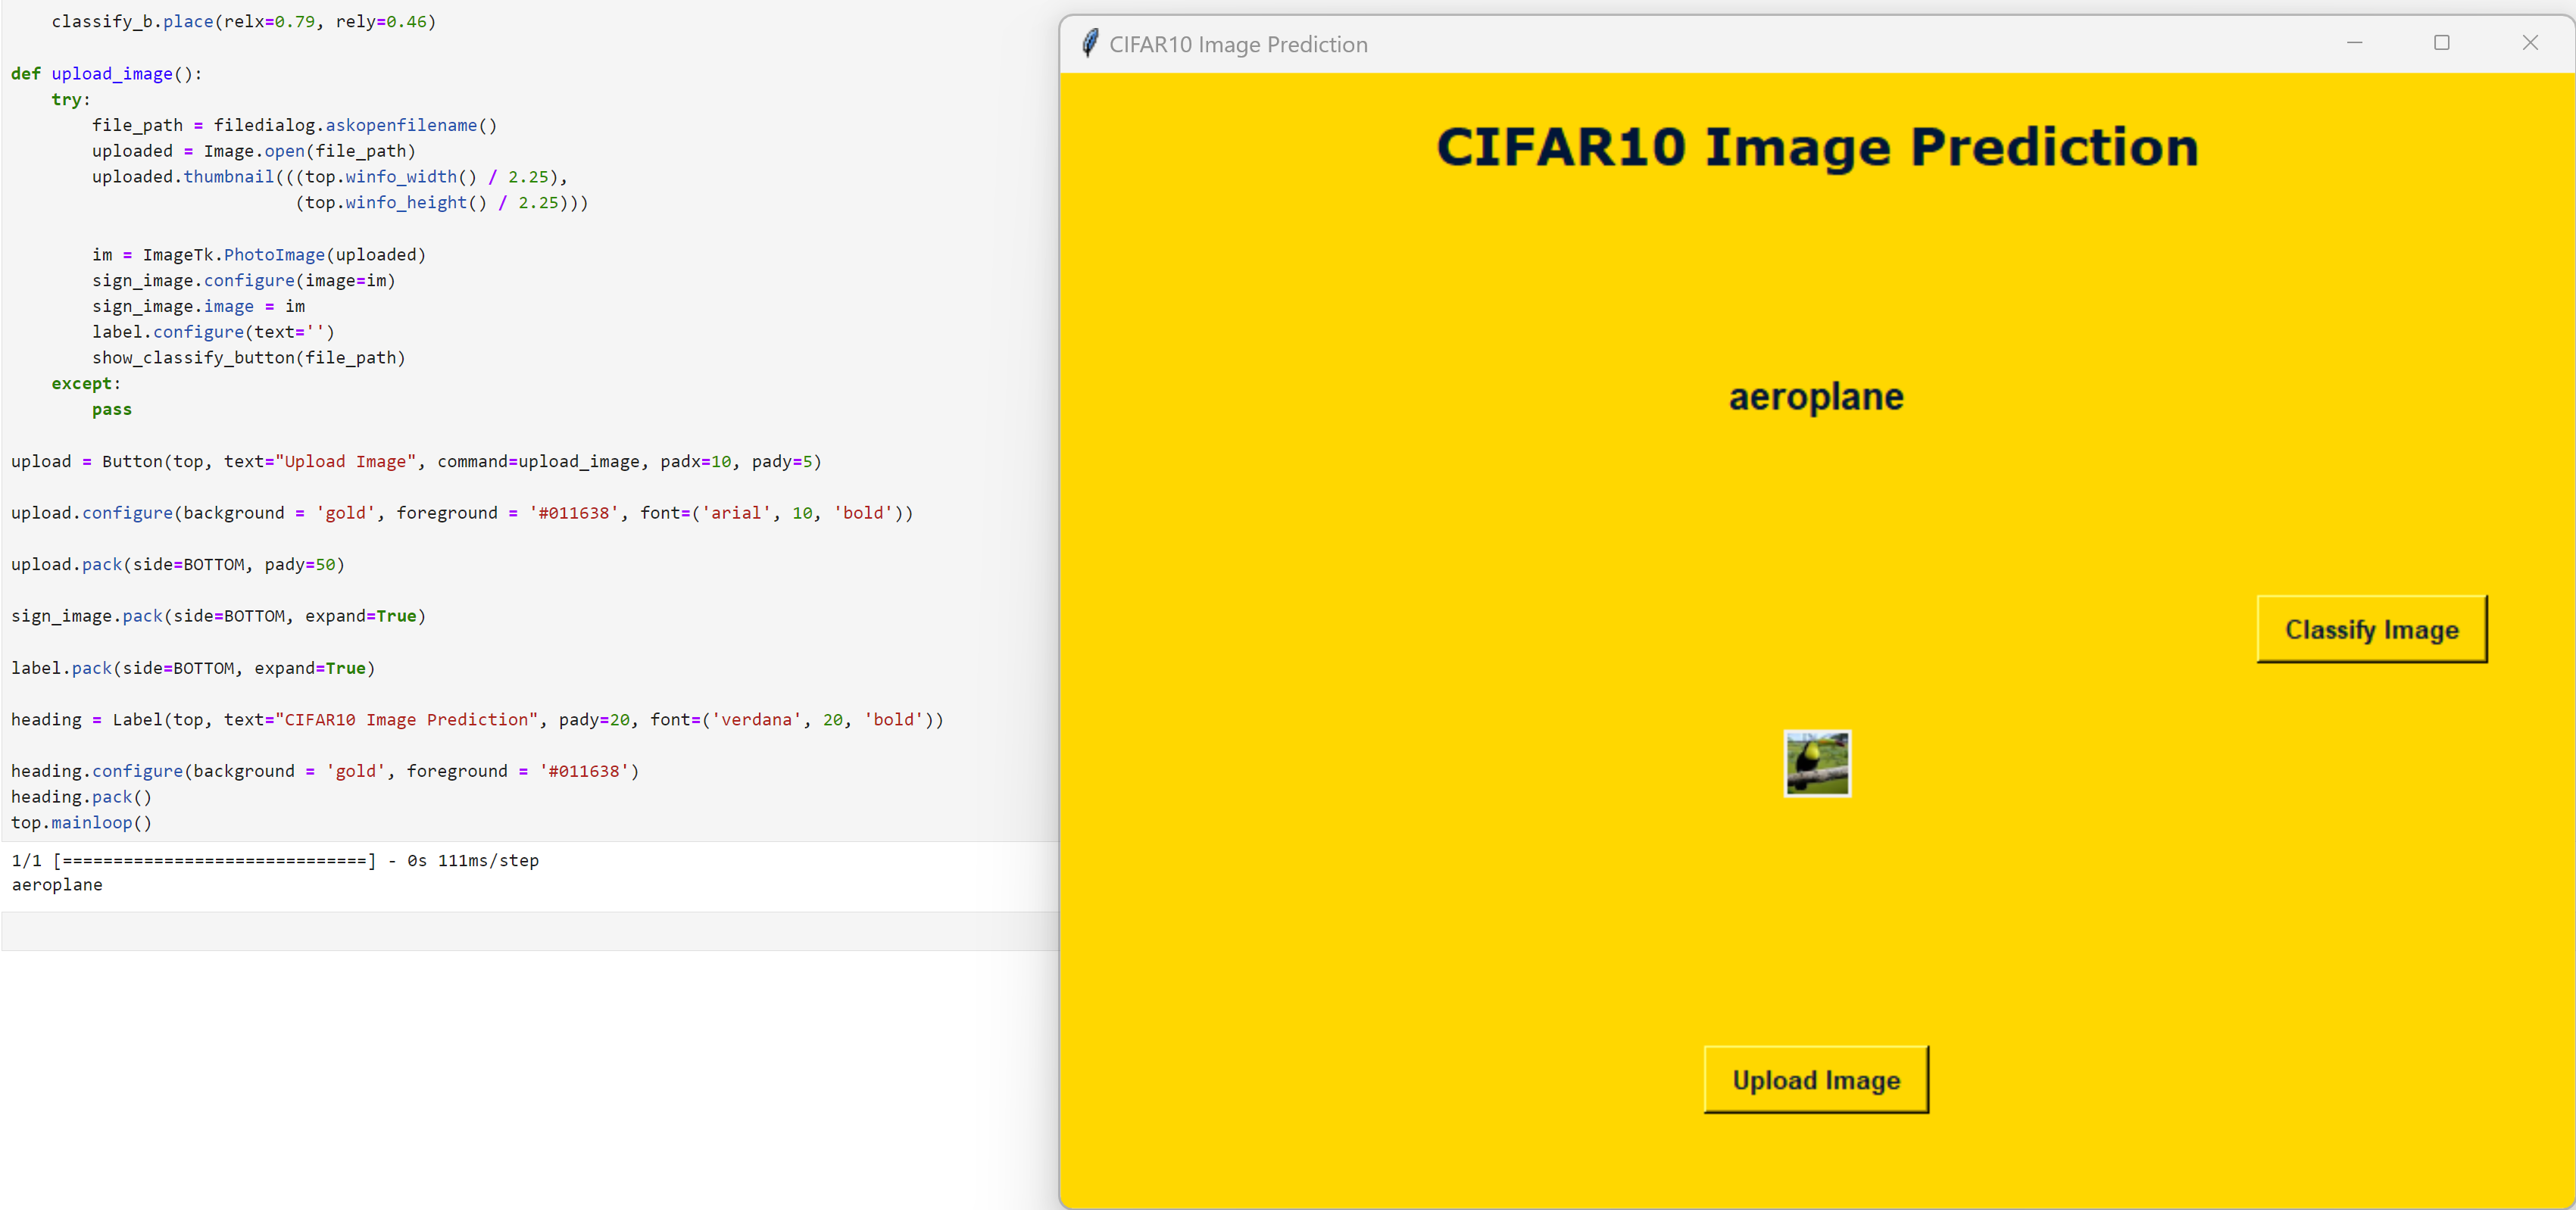 classify_b.place(relx=0.79, rely=0.46)
def upload_image():
    try:
        file_path = filedialog.askopenfilename()
        uploaded = Image.open(file_path)
        uploaded.thumbnail(((top.winfo_width() / 2.25),
                            (top.winfo_height() / 2.25)))
        im = ImageTk.PhotoImage(uploaded)
        sign_image.configure(image=im)
        sign_image.image = im
        label.configure(text='')
        show_classify_button(file_path)
    except:
        pass
upload = Button(top, text="Upload Image", command=upload_image, padx=10, pady=5)
upload.configure(background = 'gold', foreground = '#011638', font=('arial', 10, 'bold'))
upload.pack(side=BOTTOM, pady=50)
sign_image.pack(side=BOTTOM, expand=True)
label.pack(side=BOTTOM, expand=True)
heading = Label(top, text="CIFAR10 Image Prediction", pady=20, font=('verdana', 20, 'bold'))
heading.configure(background = 'gold', foreground = '#011638')
heading.pack()
top.mainloop()
1/1 [==============================] - 0s 111ms/step
aeroplane
CIFAR10 Image Prediction
CIFAR10 Image Prediction
aeroplane
Classify Image
Upload Image